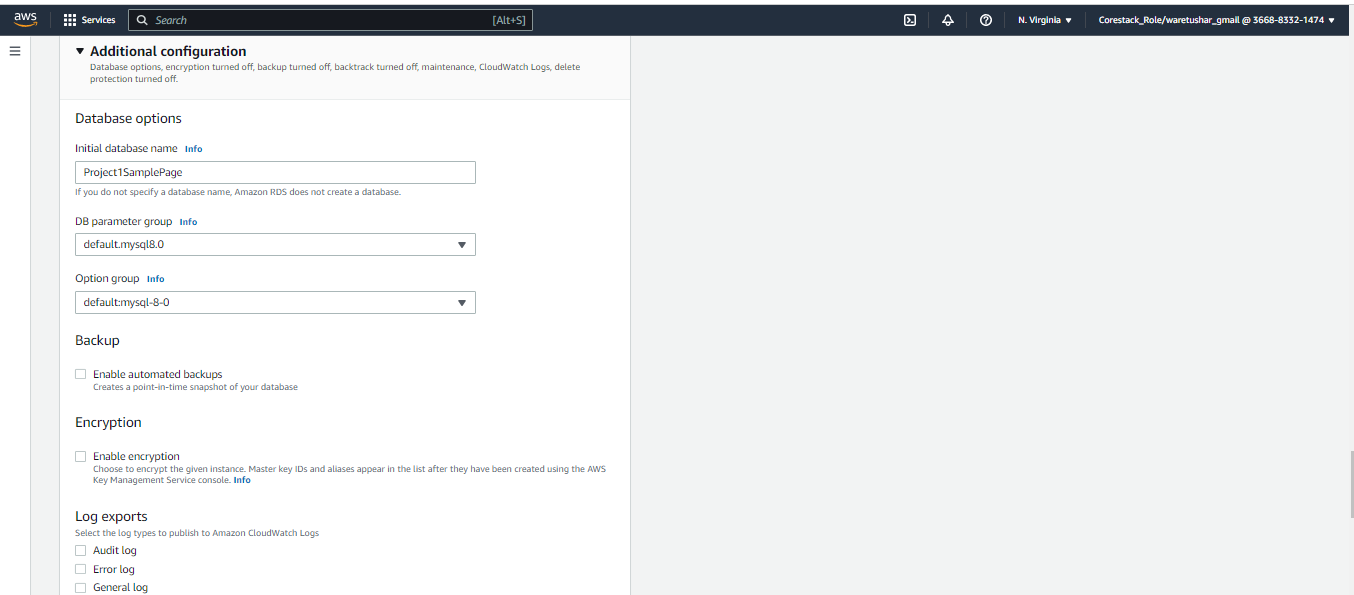 aws
Services
Search
[Alt+S]
N. Virginia
Corestack_Role/waretushar_gmail @ 3668-8332-1474
Additional configuration
Database options, encryption turned off, backup turned off, backtrack turned off, maintenance, CloudWatch Logs, delete
protection turned off.
Database options
Initial database name Info
Project1SamplePage
If you do not specify a database name, Amazon RDS does not create a database.
DB parameter group Info
default.mysql8.0
Option group Info
default:mysql-8-0
Backup
Enable automated backups
Creates a point-in-time snapshot of your database
Encryption
Enable encryption
Choose to encrypt the given instance. Master key IDs and aliases appear in the list after they have been created using the AWS
Key Management Service console. Info
Log exports
Select the log types to publish to Amazon CloudWatch Logs
Audit log
Error log
General log